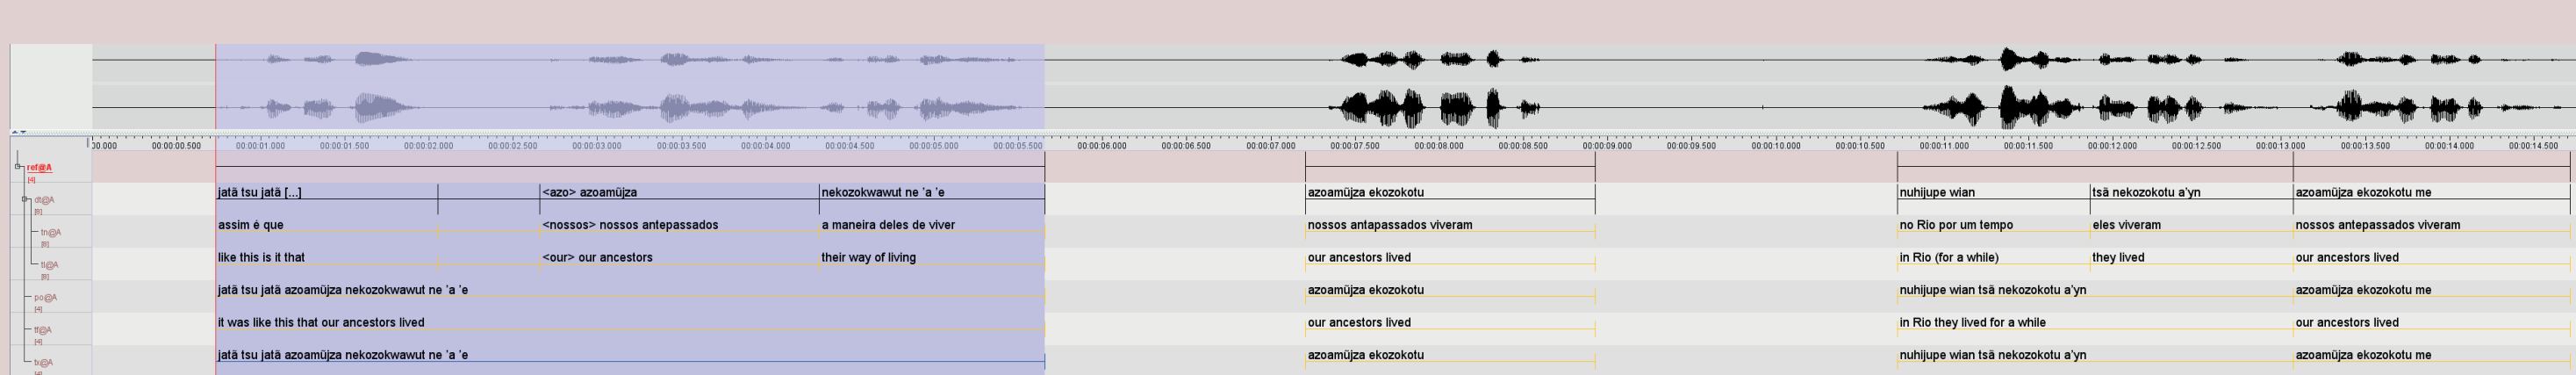 00.000 00:00:00.500 00:00:01.000 00:00:01.500 00:00:02.000 00:00:02.500 00:00:03.000 00:00:03.500 00:00:04.000 00:00:04.500 00:00:05.000 00:00:05.500 00:00:06.000 00:00:06.500 00:00:07.000 00:00:07.500 00:00:08.000 00:00:08.500 00:00:09.000 00:00:09.500 00:00:10.000 00:00:10.500 00:00:11.000 00:00:11.500 00:00:12.000 00:00:12.500 00:00:13.000 00:00:13.500 00:00:14.000 00:00:14.500
ref@A
[4]
dt@A jatã tsu jatã [...] <azo> azoamũjza nekozokwawut ne 'a 'e azoamũjza ekozokotu nuhijupe wian tsã nekozokotu a'yn azoamũjza ekozokotu me
[8]
tn@A assim é que <nossos> nossos antepassados a maneira deles de viver nossos antapassados viveram no Rio por um tempo eles viveram nossos antepassados viveram
[8]
tl@A like this is it that <our> our ancestors their way of living our ancestors lived in Rio (for a while) they lived our ancestors lived
[8]
po@A jatã tsu jatã azoamũjza nekozokwawut ne 'a 'e azoamũjza ekozokotu nuhijupe wian tsã nekozokotu a'yn azoamũjza ekozokotu me
[4]
tf@A it was like this that our ancestors lived our ancestors lived in Rio they lived for a while our ancestors lived
[4]
tx@A jatã tsu jatã azoamũjza nekozokwawut ne 'a 'e azoamũjza ekozokotu nuhijupe wian tsã nekozokotu a'yn azoamũjza ekozokotu me